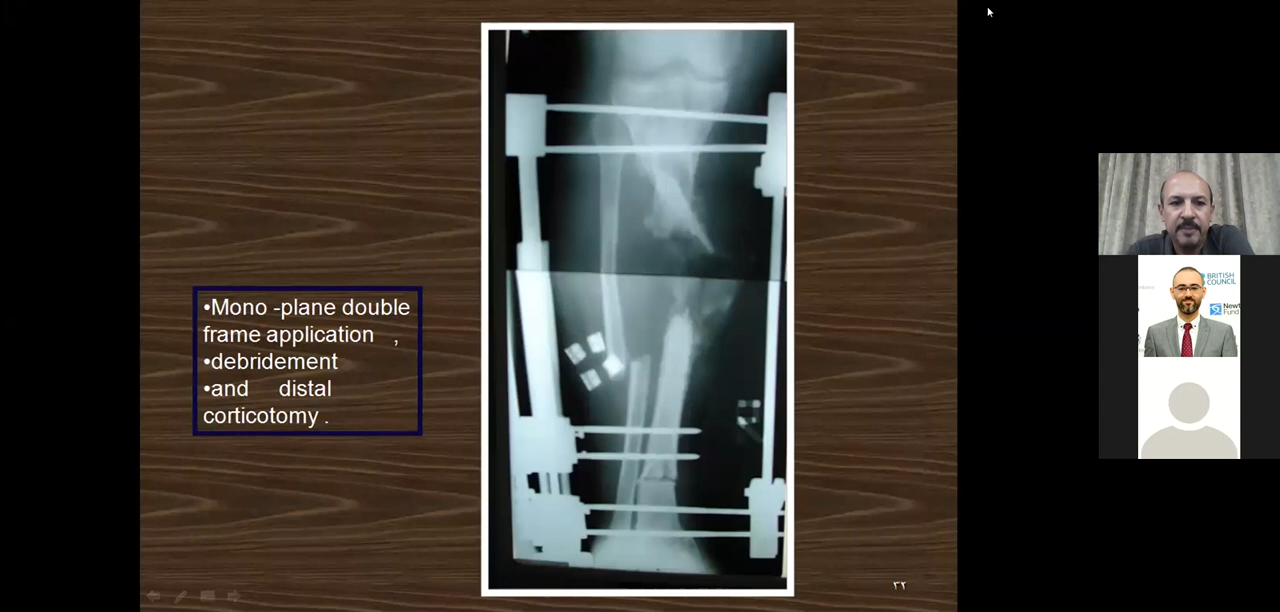 •Mono -plane double
frame application ,
•debridement
•and distal
corticotomy .
٣٢
BRITISH
COUNCIL
Newt
Fund